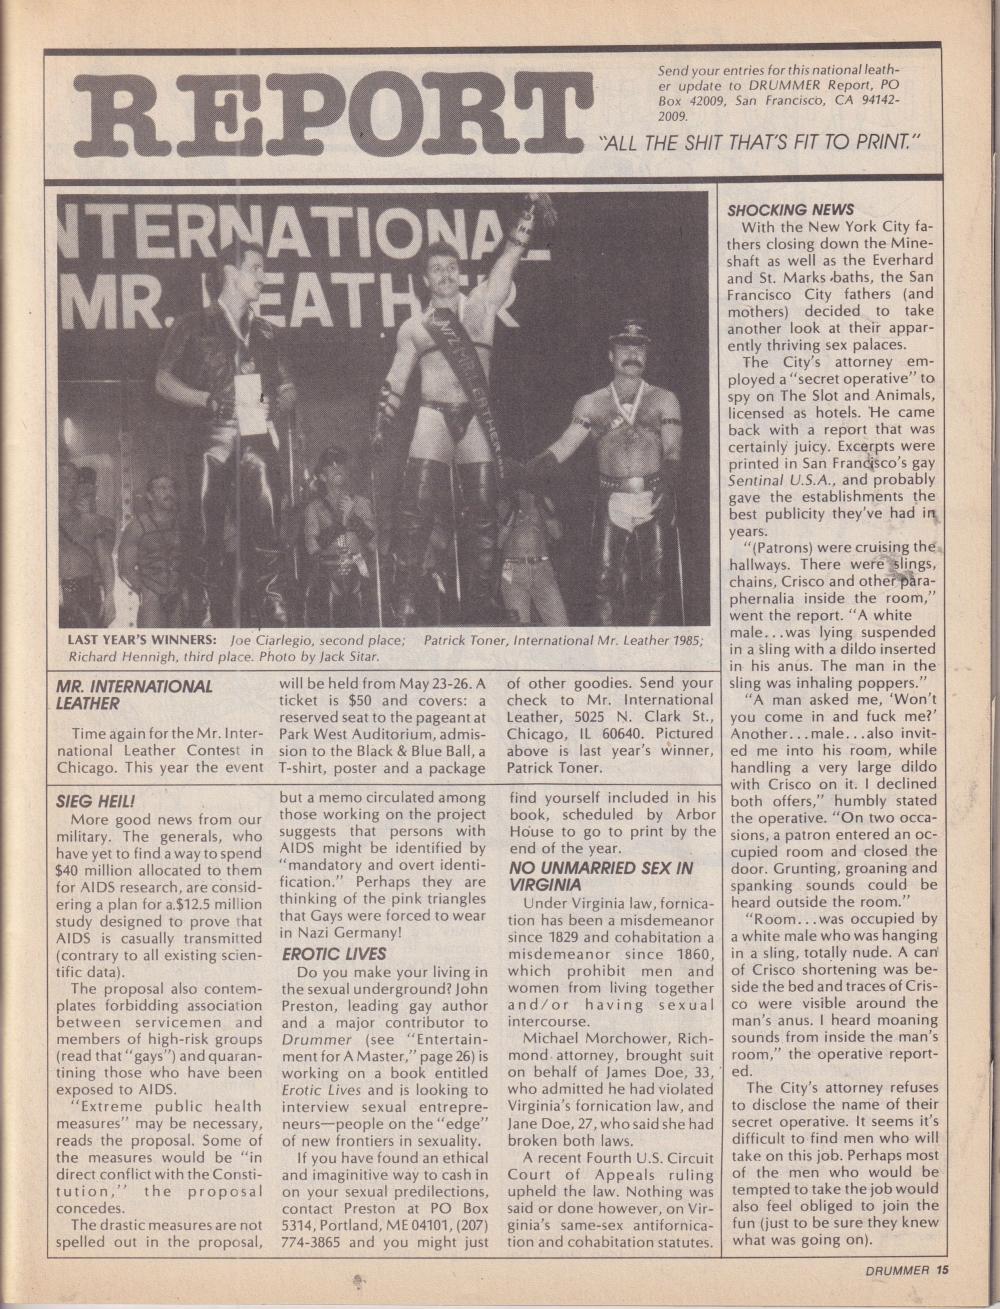 REPORT
Send your entries for this national leath-
er update to DRUMMER Report, PO
Box 42009, San Francisco, CA 94142-
2009.
"ALL THE SHIT THAT'S FIT TO PRINT."
NTERNATIONAL
MR. LEATHER
INT'L MR. LEATHER
LAST YEAR'S WINNERS: Joe Ciarlegio, second place; Patrick Toner, International Mr. Leather 1985;
Richard Hennigh, third place. Photo by Jack Sitar.
MR. INTERNATIONAL
LEATHER
Time again for the Mr. Inter-
national Leather Contest in
Chicago. This year the event
will be held from May 23-26. A
ticket is $50 and covers: a
reserved seat to the pageant at
Park West Auditorium, admis-
sion to the Black & Blue Ball, a
T-shirt, poster and a package
of other goodies. Send your
check to Mr. International
Leather, 5025 N. Clark St.,
Chicago, IL 60640. Pictured
above is last year's winner,
Patrick Toner.
SIEG HEIL!
More good news from our
military. The generals, who
have yet to find a way to spend
$40 million allocated to them
for AIDS research, are consid-
ering a plan for a $12.5 million
study designed to prove that
AIDS is casually transmitted
(contrary to all existing scien-
tific data).
The proposal also contem-
plates forbidding association
between servicemen and
members of high-risk groups
(read that "gays") and quaran-
tining those who have been
exposed to AIDS.
"Extreme public health
measures" may be necessary,
reads the proposal. Some of
the measures would be "in
direct conflict with the Consti-
tution," the proposal
concedes.
The drastic measures are not
spelled out in the proposal,
but a memo circulated among
those working on the project
suggests that persons with
AIDS might be identified by
"mandatory and overt identi-
fication." Perhaps they are
thinking of the pink triangles
that Gays were forced to wear
in Nazi Germany!
EROTIC LIVES
Do you make your living in
the sexual underground? John
Preston, leading gay author
and a major contributor to
Drummer (see "Entertain-
ment for A Master," page 26) is
working on a book entitled
Erotic Lives and is looking to
interview sexual entrepre-
neurs—people on the "edge"
of new frontiers in sexuality.
If you have found an ethical
and imaginitive way to cash in
on your sexual predilections,
contact Preston at PO Box
5314, Portland, ME 04101, (207)
774-3865 and you might just
find yourself included in his
book, scheduled by Arbor
House to go to print by the
end of the year.
NO UNMARRIED SEX IN
VIRGINIA
Under Virginia law, fornica-
tion has been a misdemeanor
since 1829 and cohabitation a
misdemeanor since 1860,
which prohibit men and
women from living together
and/or having sexual
intercourse.
Michael Morchower, Rich-
mond attorney, brought suit
on behalf of James Doe, 33,
who admitted he had violated
Virginia's fornication law, and
Jane Doe, 27, who said she had
broken both laws.
A recent Fourth U.S. Circuit
Court of Appeals ruling
upheld the law. Nothing was
said or done however, on Vir-
ginia's same-sex antifornica-
tion and cohabitation statutes.
SHOCKING NEWS
With the New York City fa-
thers closing down the Mine-
shaft as well as the Everhard
and St. Marks baths, the San
Francisco City fathers (and
mothers) decided to take
another look at their appar-
ently thriving sex palaces.
The City's attorney em-
ployed a "secret operative" to
spy on The Slot and Animals,
licensed as hotels. He came
back with a report that was
certainly juicy. Excerpts were
printed in San Francisco's gay
Sentinal U.S.A., and probably
gave the establishments the
best publicity they've had in
years.
"(Patrons) were cruising the
hallways. There were slings,
chains, Crisco and other para-
phernalia inside the room,"
went the report. "A white
male...was lying suspended
in a sling with a dildo inserted
in his anus. The man in the
sling was inhaling poppers."
"A man asked me, 'Won't
you come in and fuck me?'
Another...male...also invit-
ed me into his room, while
handling a very large dildo
with Crisco on it. I declined
both offers," humbly stated
the operative. "On two occa-
sions, a patron entered an oc-
cupied room and closed the
door. Grunting, groaning and
spanking sounds could be
heard outside the room."
"Room...was occupied by
a white male who was hanging
in a sling, totally nude. A can
of Crisco shortening was be-
side the bed and traces of Cris-
co were visible around the
man's anus. I heard moaning
sounds from inside the man's
room," the operative report-
ed.
The City's attorney refuses
to disclose the name of their
secret operative. It seems it's
difficult to find men who will
take on this job. Perhaps most
of the men who would be
tempted to take the job would
also feel obliged to join the
fun (just to be sure they knew
what was going on).
DRUMMER 15